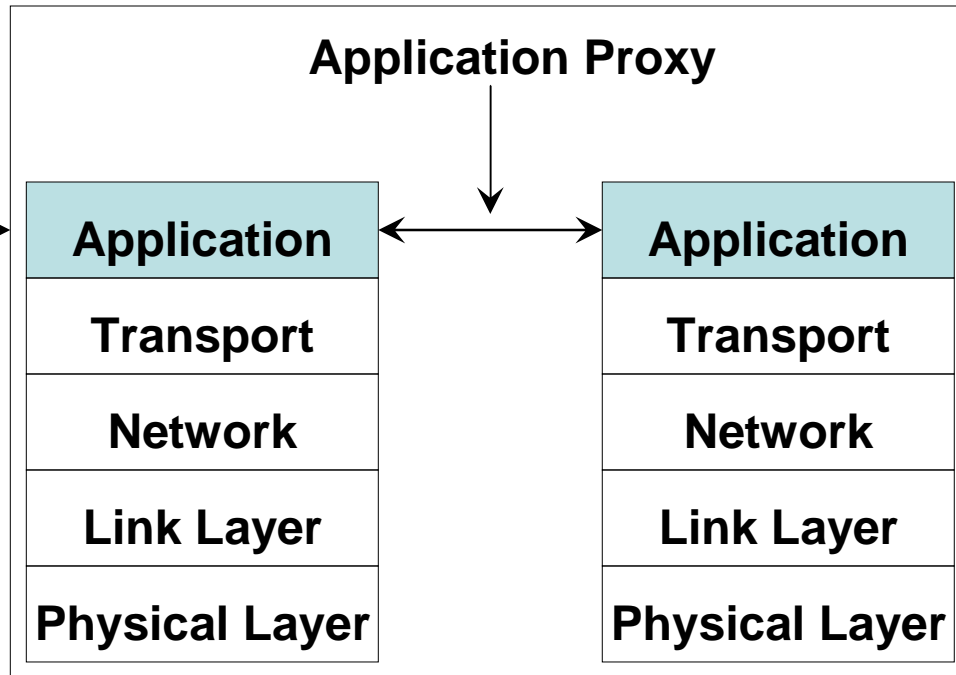 Application Proxy
Application
Transport
Network
Link Layer
Physical Layer
Application
Transport
Network
Link Layer
Physical Layer